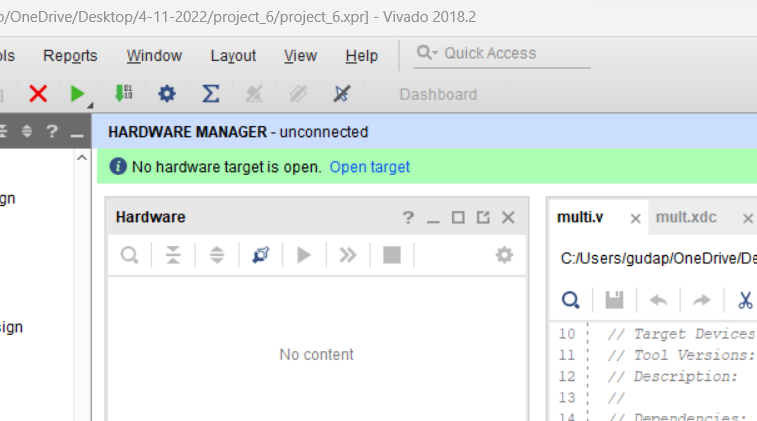 p/OneDrive/Desktop/4-11-2022/project_6/project_6.xpr] - Vivado 2018.2
ols Reports Window Layout View Help Quick Access
Dashboard
HARDWARE MANAGER - unconnected
No hardware target is open. Open target
gn
Hardware
multi.v mult.xdc
C:/Users/gudap/OneDrive/De
No content
sign
10 // Target Devices
11 // Tool Versions:
12 // Description:
13 //
14 // Dependencies: